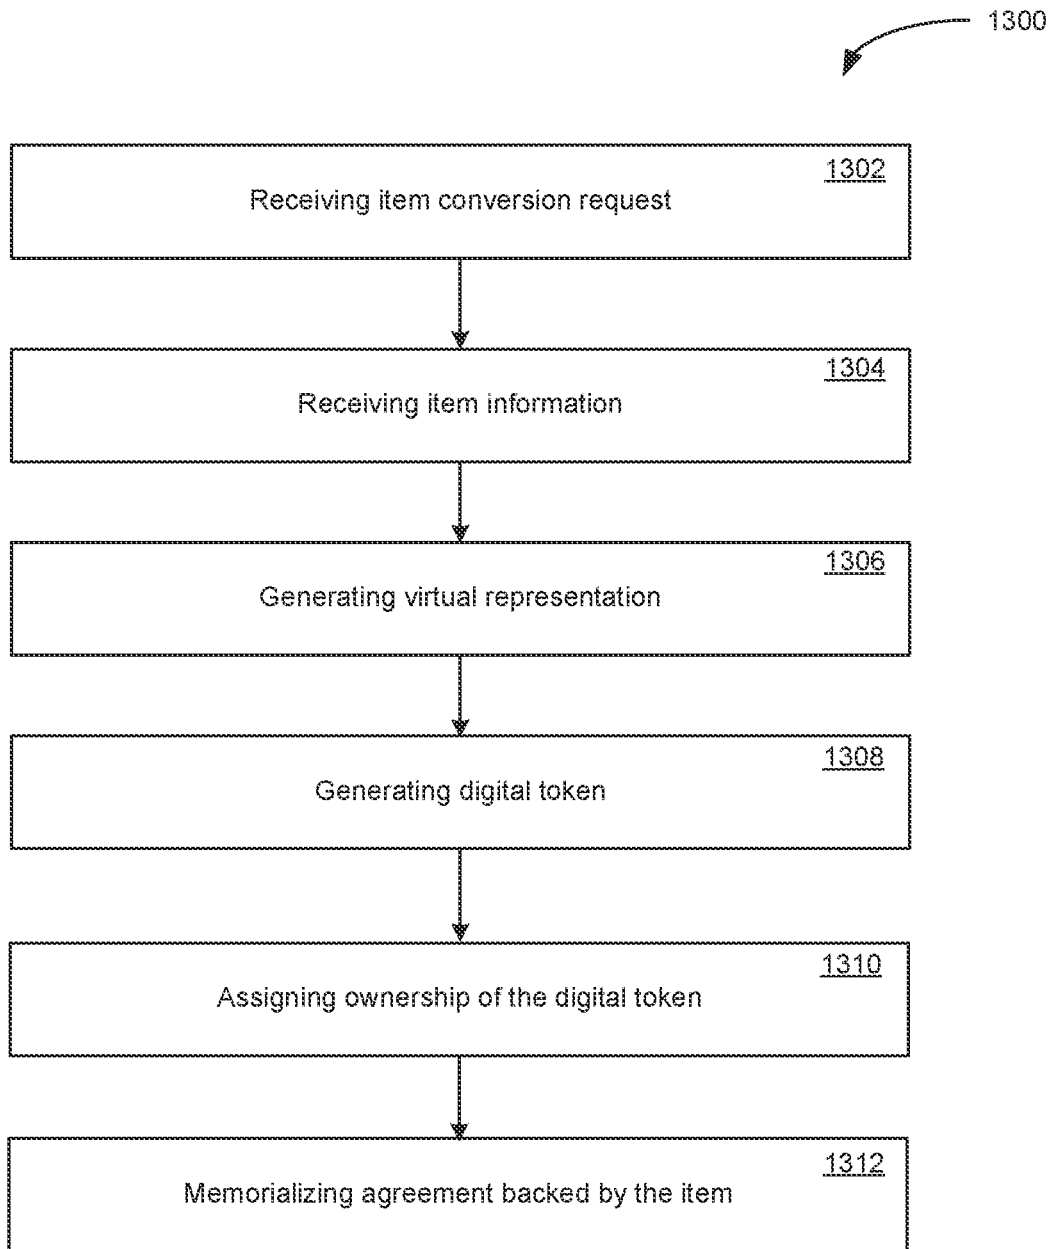 1300
1302
Receiving item conversion request
1304
Receiving item information
1306
Generating virtual representation
1308
Generating digital token
1310
Assigning ownership of the digital token
1312
Memorializing agreement backed by the item